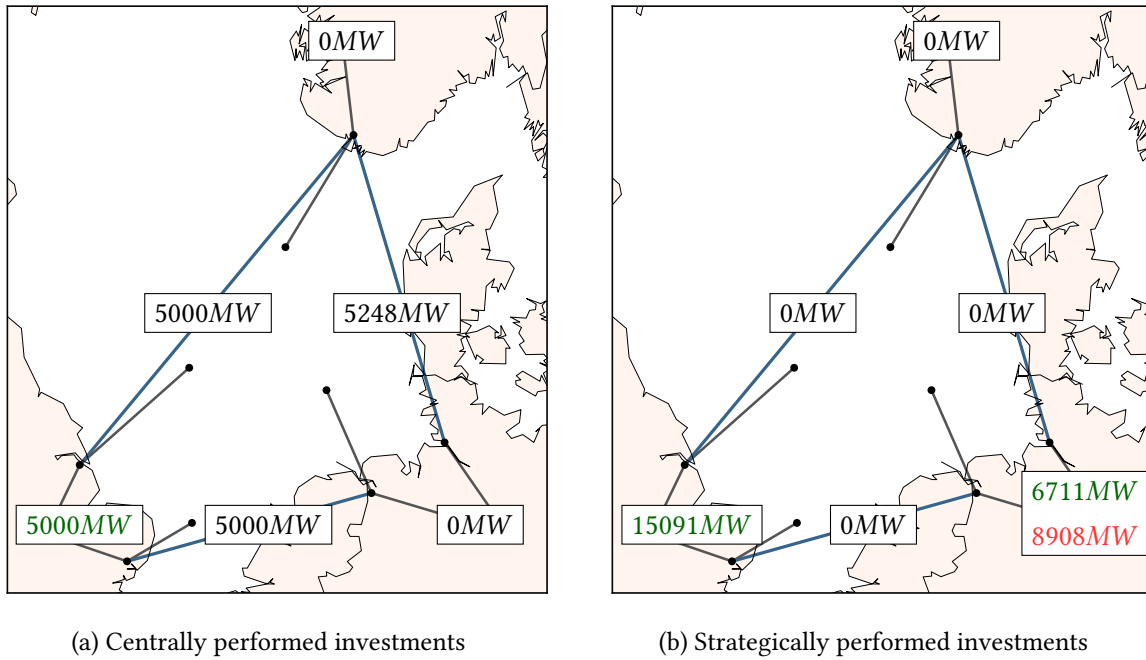 0MW
5000MW
5248MW
5000MW
5000MW
0MW
(a) Centrally performed investments
0MW
0MW
0MW
15091MW
0MW
6711MW
8908MW
(b) Strategically performed investments